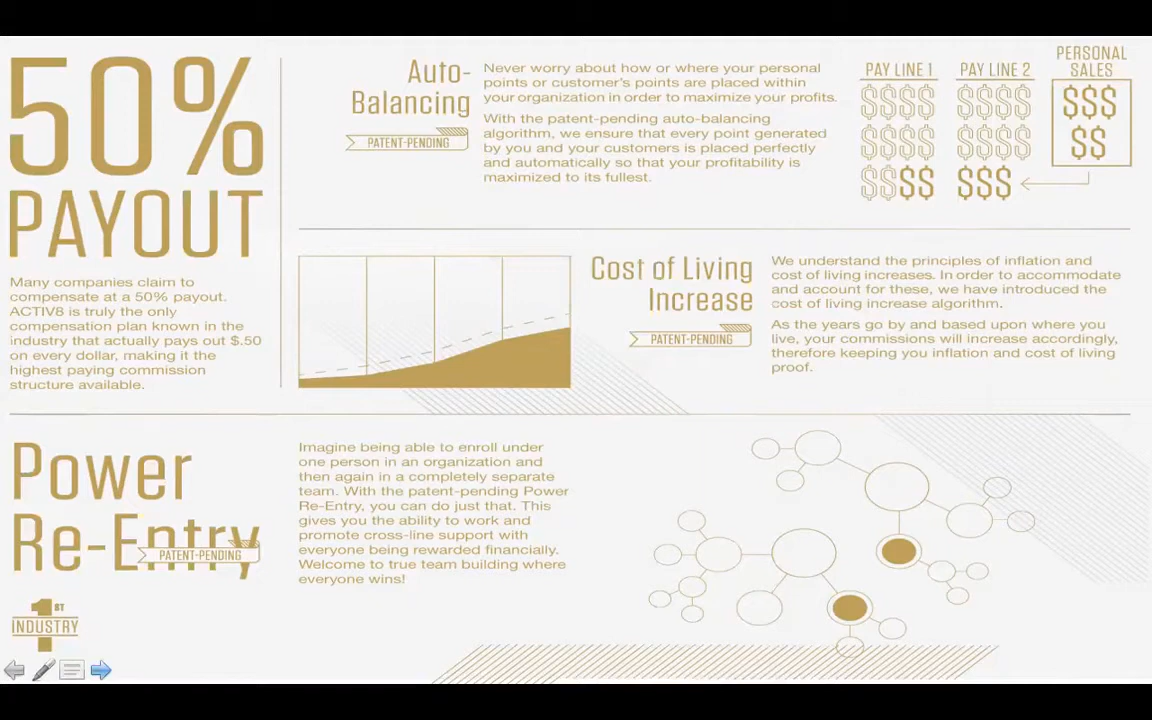 50%
PAYOUT
Many companies claim to
compensate at a 50% payout.
ACTIV8 is truly the only
compensation plan known in the
industry that actually pays out $.50
on every dollar, making it the
highest paying commission
structure available.
Auto-
Balancing
PATENT-PENDING
Never worry about how or where your personal
points or customer's points are placed within
your organization in order to maximize your profits.
With the patent-pending auto-balancing
algorithm, we ensure that every point generated
by you and your customers is placed perfectly
and automatically so that your profitability is
maximized to its fullest.
PAY LINE 1
$$$$
$$$$
$$$$
PAY LINE 2
$$$$
$$$$
$$$
PERSONAL
SALES
$$$
$$
Cost of Living
Increase
PATENT-PENDING
We understand the principles of inflation and
cost of living increases. In order to accommodate
and account for these, we have introduced the
cost of living increase algorithm.
As the years go by and based upon where you
live, your commissions will increase accordingly,
therefore keeping you inflation and cost of living
proof.
Power
Re-Entry
PATENT-PENDING
1ST
INDUSTRY
Imagine being able to enroll under
one person in an organization and
then again in a completely separate
team. With the patent-pending Power
Re-Entry, you can do just that. This
gives you the ability to work and
promote cross-line support with
everyone being rewarded financially.
Welcome to true team building where
everyone wins!